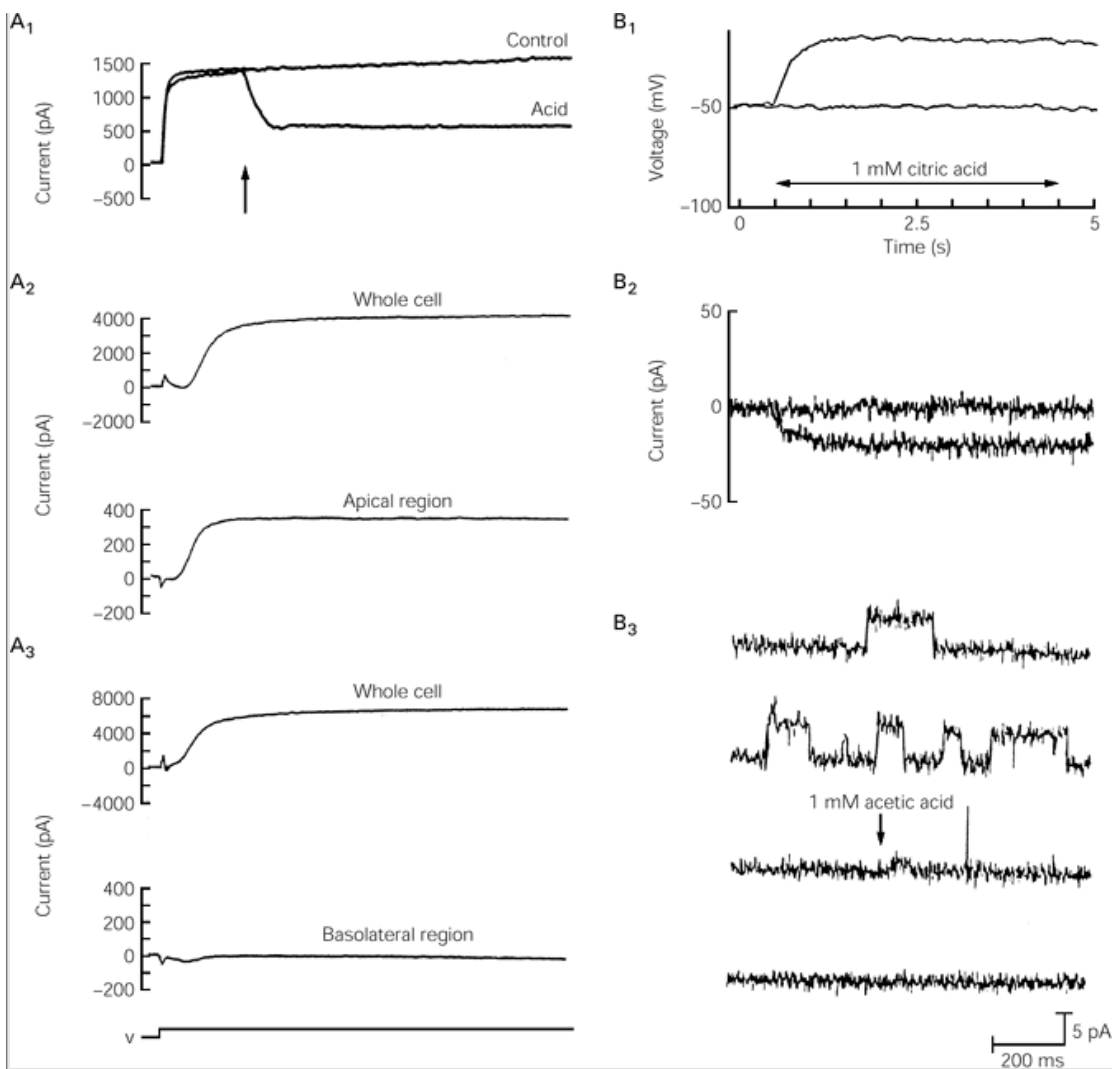 A1
Current (pA)
1500
1000
500
0
−500
Control
Acid
A2
Current (pA)
4000
2000
0
−2000
Whole cell
400
200
0
−200
Apical region
A3
Current (pA)
8000
4000
0
−4000
Whole cell
400
200
0
−200
Basolateral region
v
B1
Voltage (mV)
−50
−100
1 mM citric acid
0 2.5 5
Time (s)
B2
Current (pA)
50
0
−50
B3
1 mM acetic acid
5 pA
200 ms